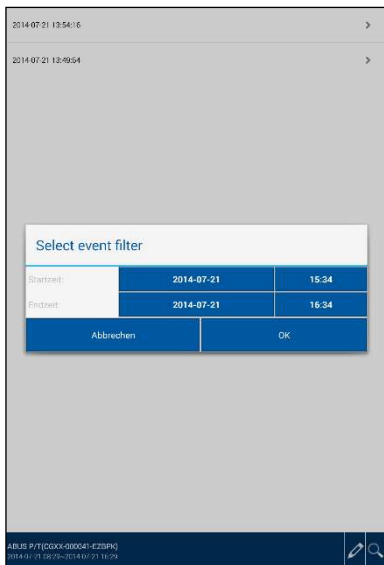 2014-07-21 13:54:16
2014-07-21 13:49:54
Select event filter
Startzeit: 2014-07-21 15:34
Endzeit: 2014-07-21 16:34
Abbrechen OK
ABUS P/T(CGXX-000041-EZBPK)
2014-07-21 08:29~2014-07-21 16:29